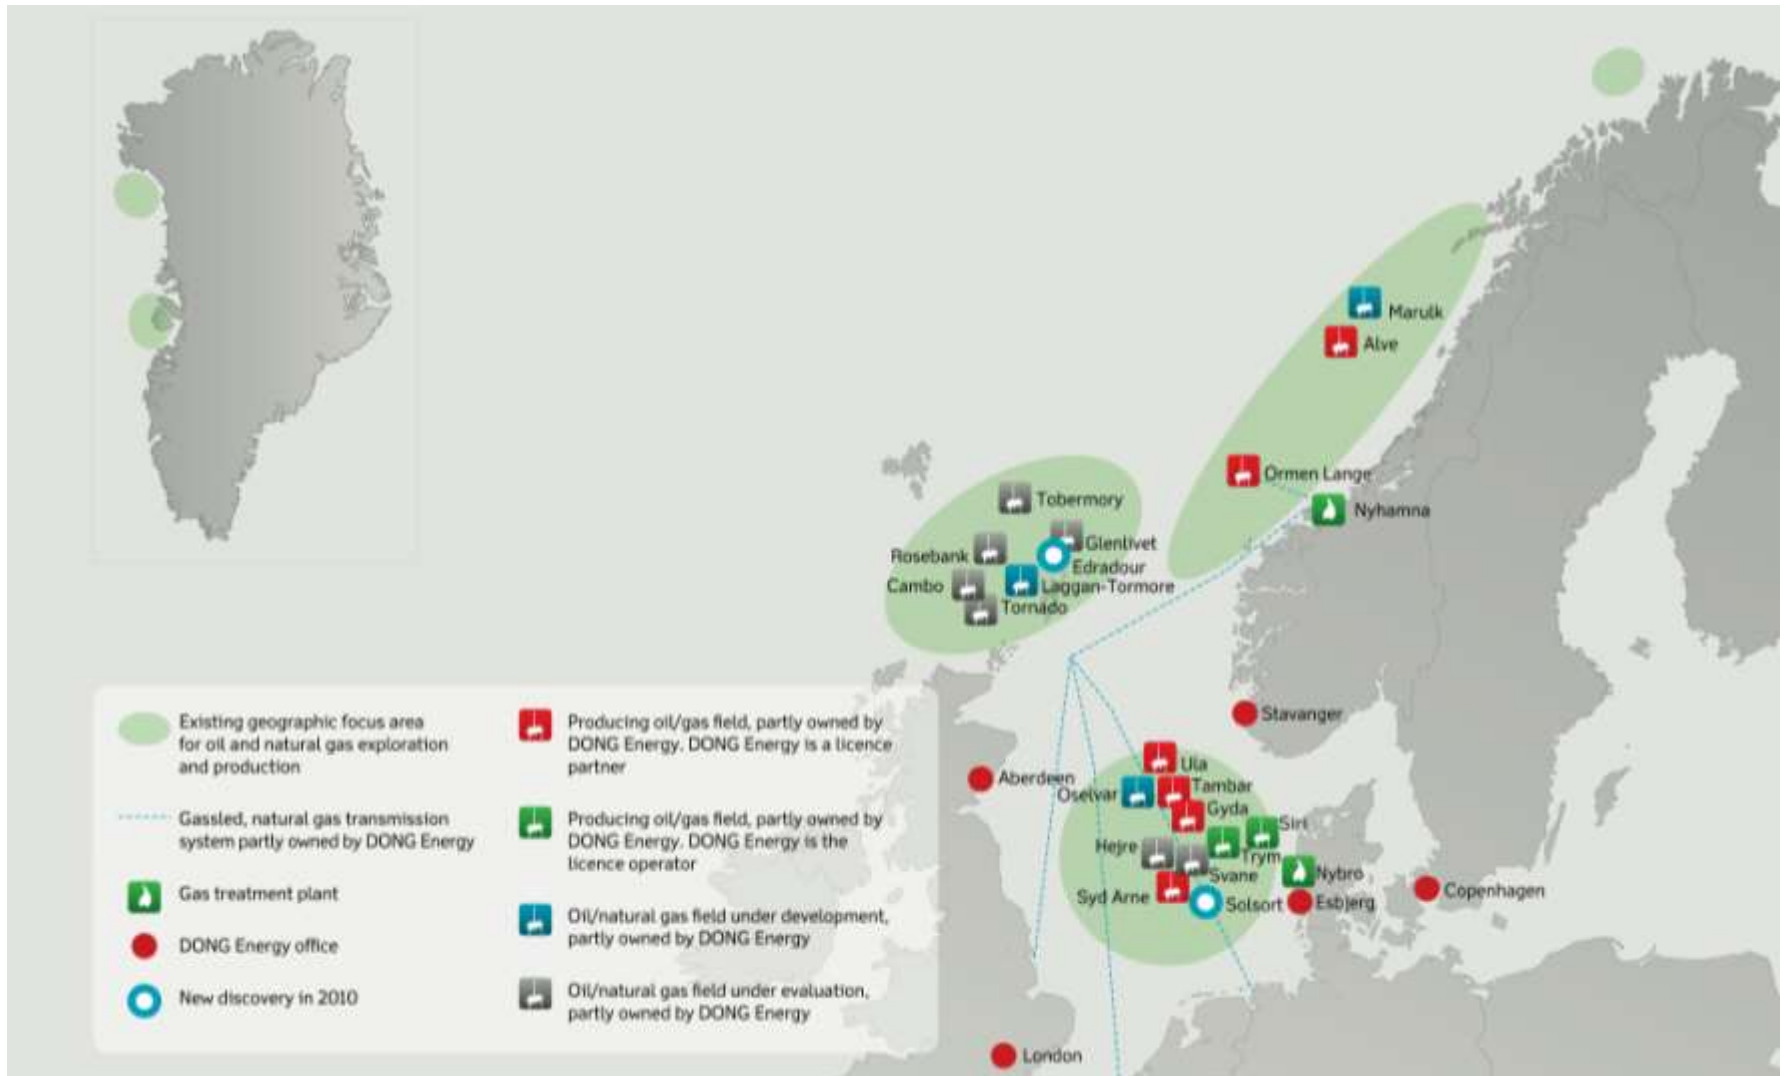 Marulk
Alve
Ormen Lange
Nyhamna
Tobermory
Glenlivet
Rosebank
Edradour
Cambo
Laggan-Tormore
Tornado
Stavanger
Ula
Aberdeen
Tambar
Oselvar
Gyda
Siri
Hejre
Trym
Svane
Nybro
Syd Arne
Solsort
Esbjerg
Copenhagen
London
Existing geographic focus area
for oil and natural gas exploration
and production
Gassled, natural gas transmission
system partly owned by DONG Energy
Gas treatment plant
DONG Energy office
New discovery in 2010
Producing oil/gas field, partly owned by
DONG Energy. DONG Energy is a licence
partner
Producing oil/gas field, partly owned by
DONG Energy. DONG Energy is the
licence operator
Oil/natural gas field under development,
partly owned by DONG Energy
Oil/natural gas field under evaluation,
partly owned by DONG Energy